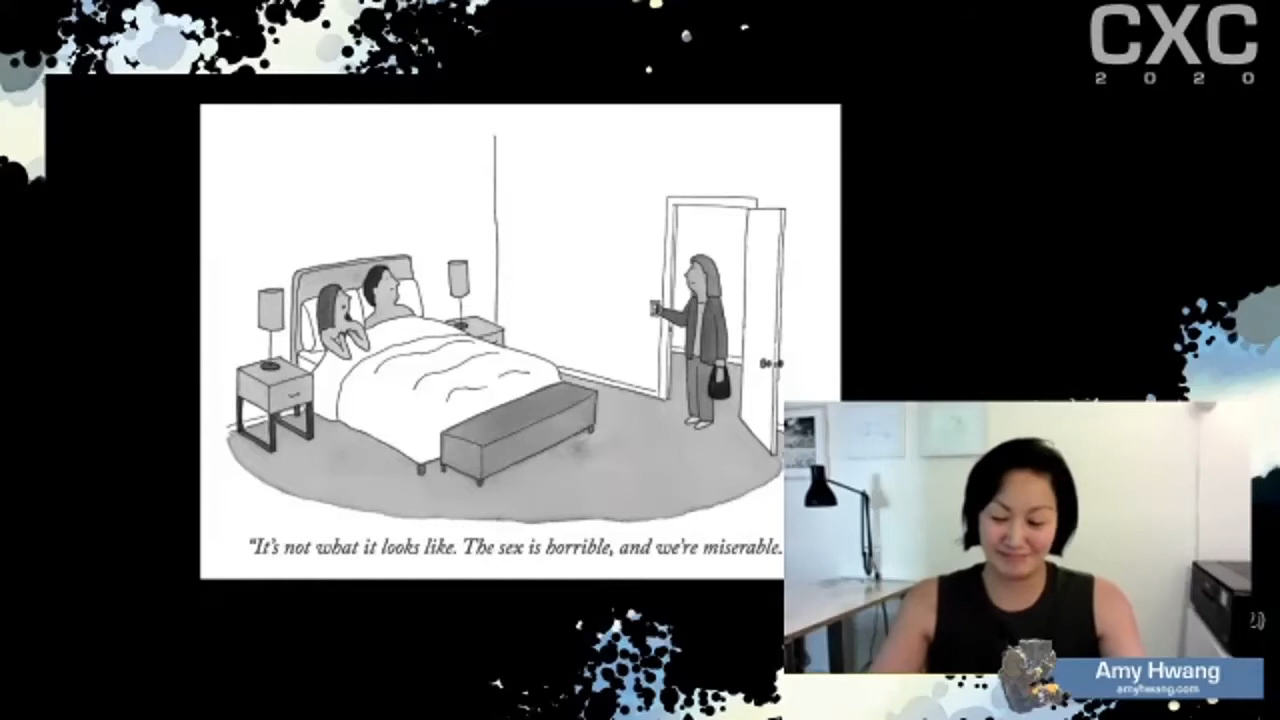 CXC
2020
“It's not what it looks like. The sex is horrible, and we're miserable.
Amy Hwang
amyhwang.com